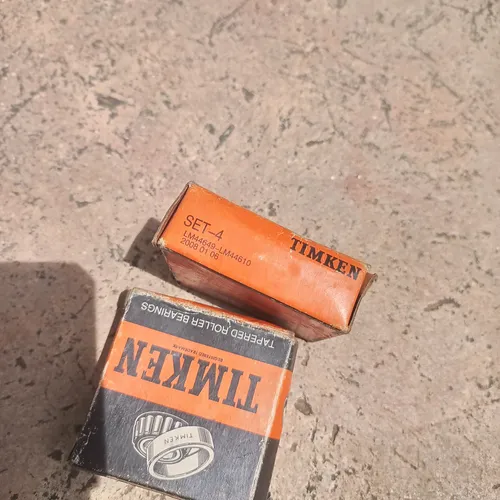 SET-4
LM44649-LM44610
2008 01 06
TIMKEN
TAPERED ROLLER BEARINGS
TIMKEN
TIMKEN